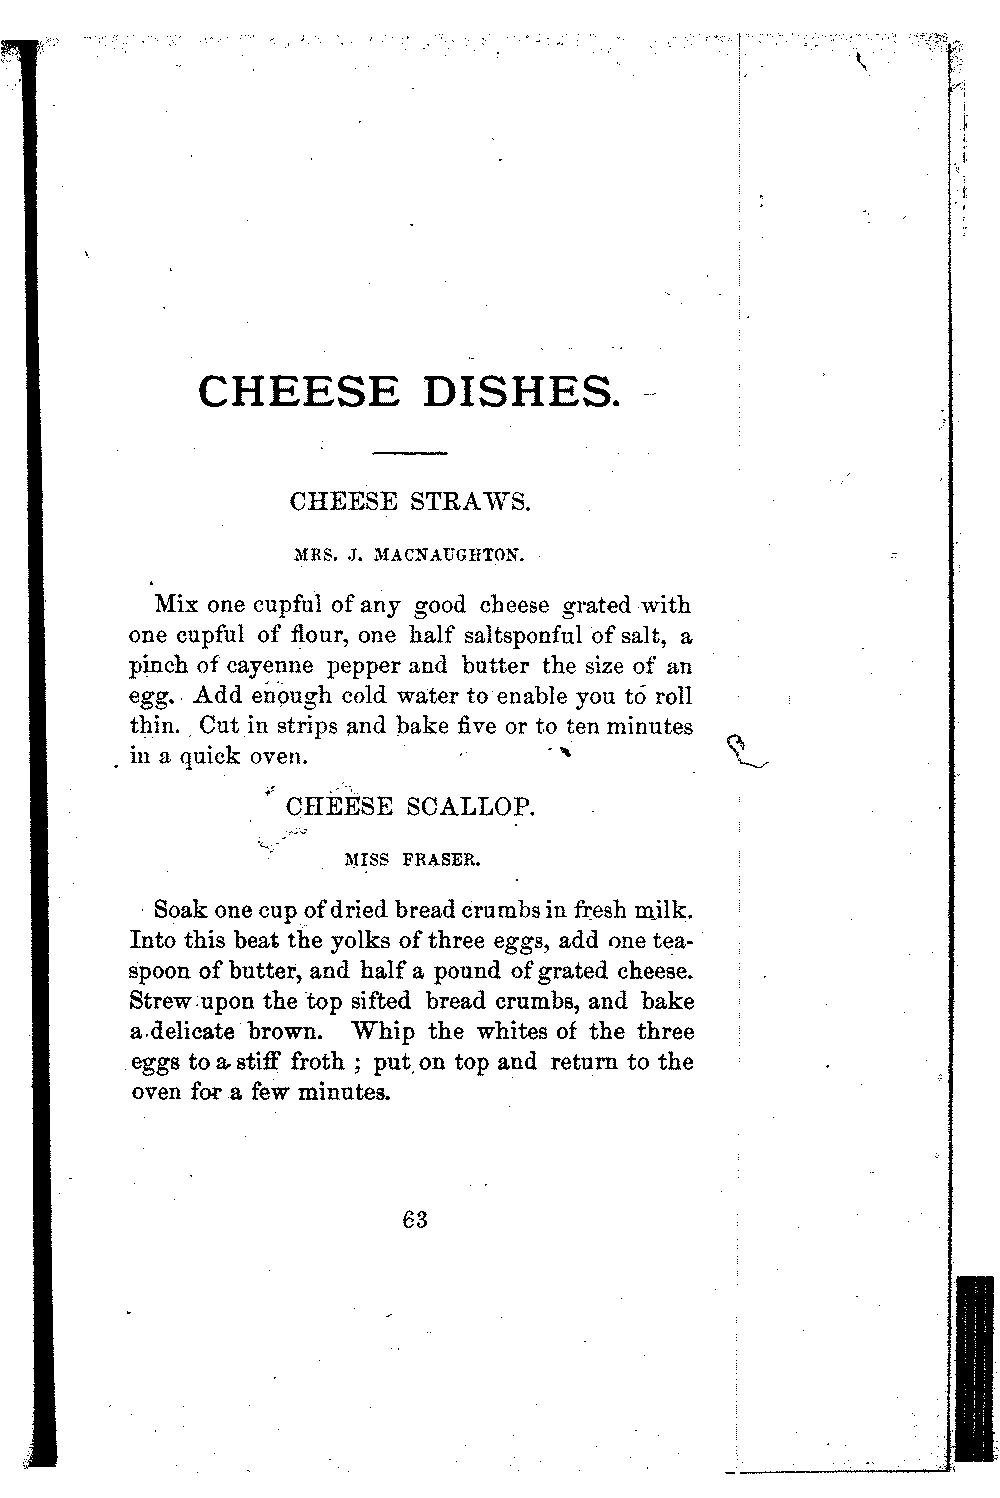 CHEESE DISHES.
CHEESE STRAWS.
MRS. J. MACNAUGHTON.
Mix one cupful of any good cheese grated with
one cupful of flour, one half saltsponful of salt, a
pinch of cayenne pepper and butter the size of an
egg. Add enough cold water to enable you to roll
thin. Cut in strips and bake five or to ten minutes
in a quick oven.
CHEESE SCALLOP.
MISS FRASER.
Soak one cup of dried bread crumbs in fresh milk.
Into this beat the yolks of three eggs, add one tea-
spoon of butter, and half a pound of grated cheese.
Strew upon the top sifted bread crumbs, and bake
a delicate brown. Whip the whites of the three
eggs to a stiff froth ; put on top and return to the
oven for a few minutes.
63